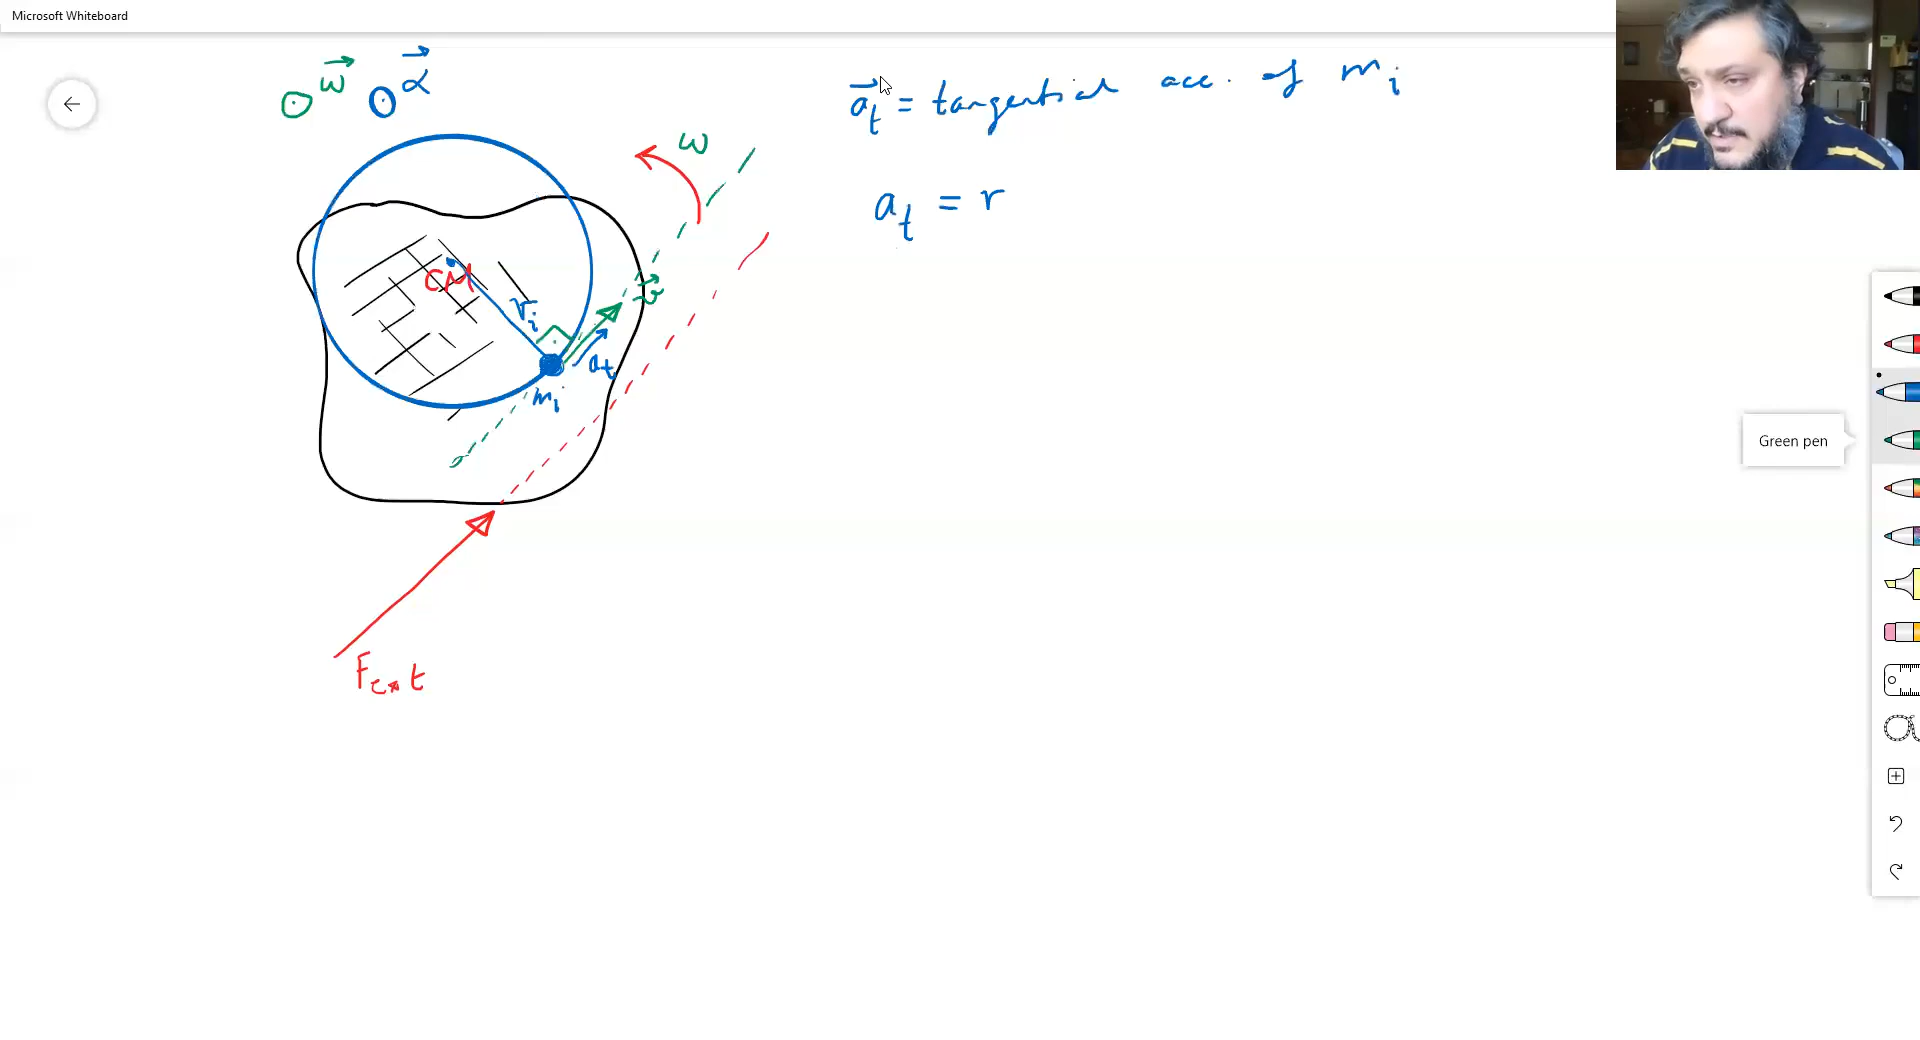 Microsoft Whiteboard
ω⃗ α⃗
a⃗ₜ = tangential acc. of mᵢ
ω
aₜ = r
CM
v⃗
rᵢ
aₜ
mᵢ
Green pen
Fₑₓₜ